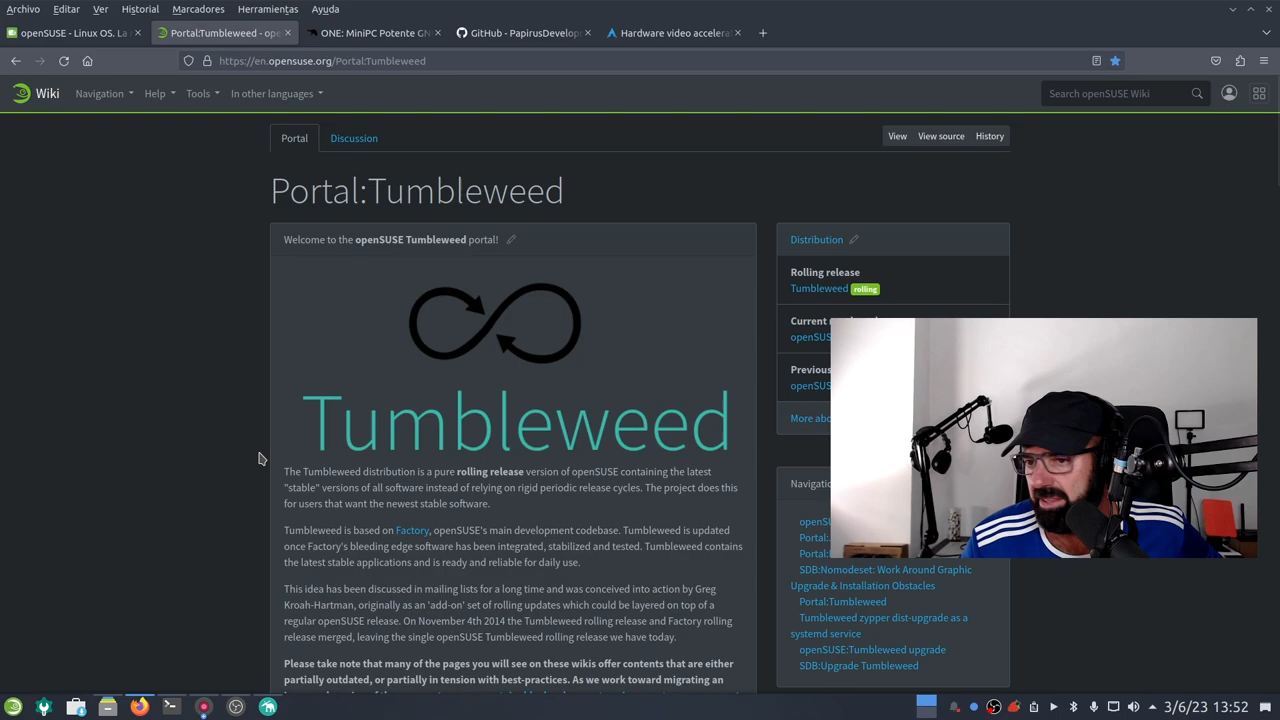 Archivo Editar Ver Historial Marcadores Herramientas Ayuda
openSUSE - Linux OS. La
Portal:Tumbleweed - ope
ONE: MiniPC Potente GN
GitHub - PapirusDevelop
Hardware video accelerat
https://en.opensuse.org/Portal:Tumbleweed
Wiki Navigation Help Tools In other languages
Search openSUSE Wiki
Portal Discussion
View View source History
Portal:Tumbleweed
Welcome to the openSUSE Tumbleweed portal!
Tumbleweed
The Tumbleweed distribution is a pure rolling release version of openSUSE containing the latest
"stable" versions of all software instead of relying on rigid periodic release cycles. The project does this
for users that want the newest stable software.
Tumbleweed is based on Factory, openSUSE's main development codebase. Tumbleweed is updated
once Factory's bleeding edge software has been integrated, stabilized and tested. Tumbleweed contains
the latest stable applications and is ready and reliable for daily use.
This idea has been discussed in mailing lists for a long time and was conceived into action by Greg
Kroah-Hartman, originally as an 'add-on' set of rolling updates which could be layered on top of a
regular openSUSE release. On November 4th 2014 the Tumbleweed rolling release and Factory rolling
release merged, leaving the single openSUSE Tumbleweed rolling release we have today.
Please take note that many of the pages you will see on these wikis offer contents that are either
partially outdated, or partially in tension with best-practices. As we work toward migrating an
Distribution
Rolling release
Tumbleweed rolling
Current
openSUS
Previous
openSUS
More abo
Navigatio
openS
Portal:
Portal:
SDB:Nomodeset: Work Around Graphic
Upgrade & Installation Obstacles
Portal:Tumbleweed
Tumbleweed zypper dist-upgrade as a
systemd service
openSUSE:Tumbleweed upgrade
SDB:Upgrade Tumbleweed
3/6/23 13:52